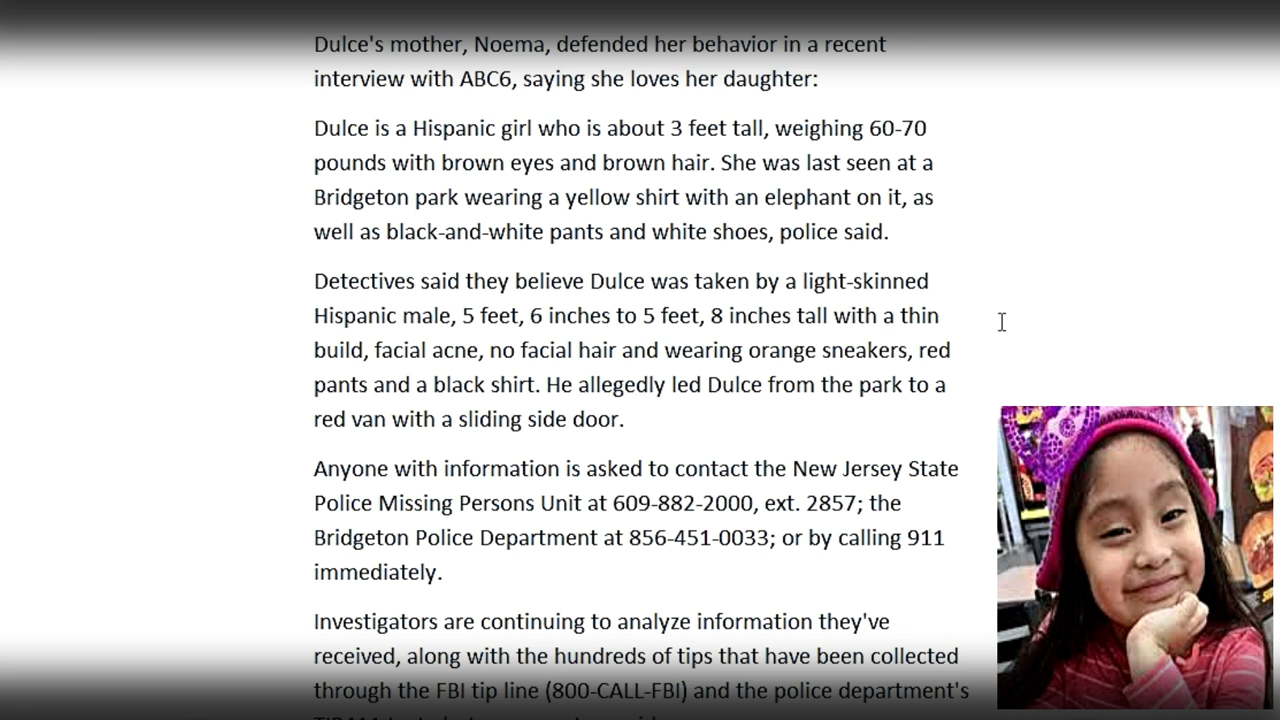 Dulce's mother, Noema, defended her behavior in a recent
interview with ABC6, saying she loves her daughter:
Dulce is a Hispanic girl who is about 3 feet tall, weighing 60-70
pounds with brown eyes and brown hair. She was last seen at a
Bridgeton park wearing a yellow shirt with an elephant on it, as
well as black-and-white pants and white shoes, police said.
Detectives said they believe Dulce was taken by a light-skinned
Hispanic male, 5 feet, 6 inches to 5 feet, 8 inches tall with a thin
build, facial acne, no facial hair and wearing orange sneakers, red
pants and a black shirt. He allegedly led Dulce from the park to a
red van with a sliding side door.
Anyone with information is asked to contact the New Jersey State
Police Missing Persons Unit at 609-882-2000, ext. 2857; the
Bridgeton Police Department at 856-451-0033; or by calling 911
immediately.
Investigators are continuing to analyze information they've
received, along with the hundreds of tips that have been collected
through the FBI tip line (800-CALL-FBI) and the police department's